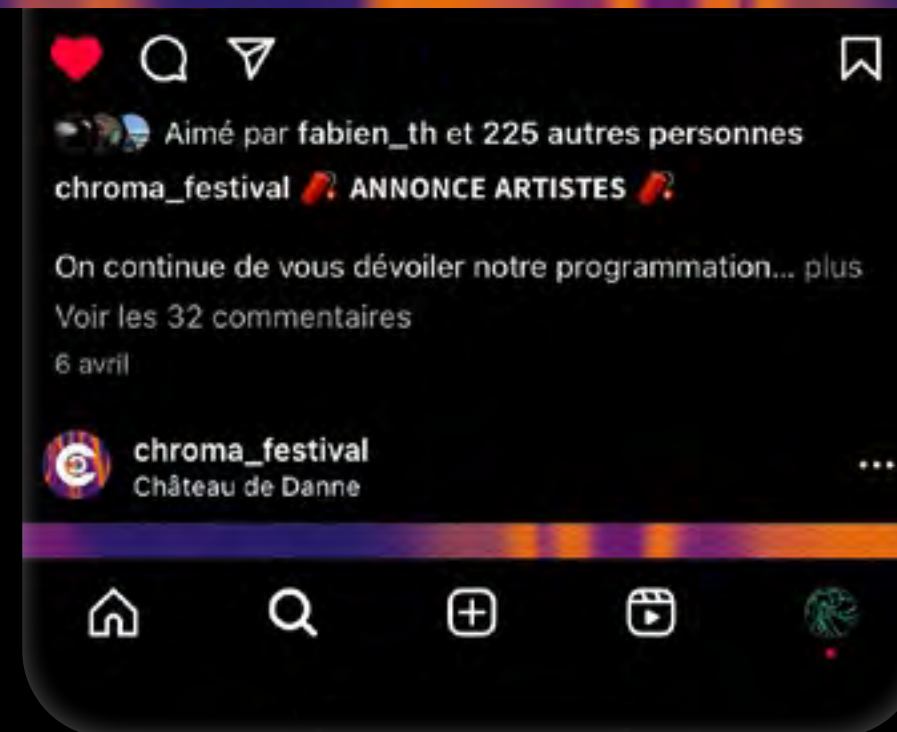 Aimé par fabien_th et 225 autres personnes
chroma_festival 🧨 ANNONCE ARTISTES 🧨
On continue de vous dévoiler notre programmation... plus
Voir les 32 commentaires
6 avril
chroma_festival
Château de Danne